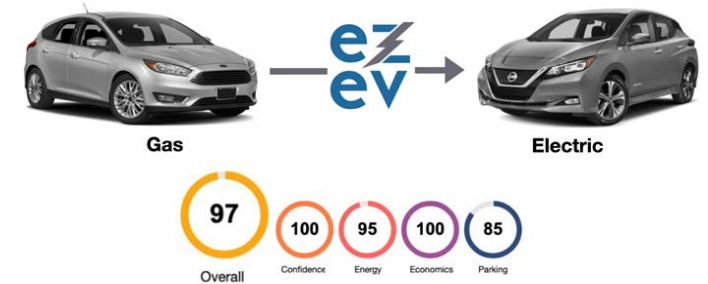 ez
ev
Gas
Electric
97
100
95
100
85
Overall
Confidence
Energy
Economics
Parking